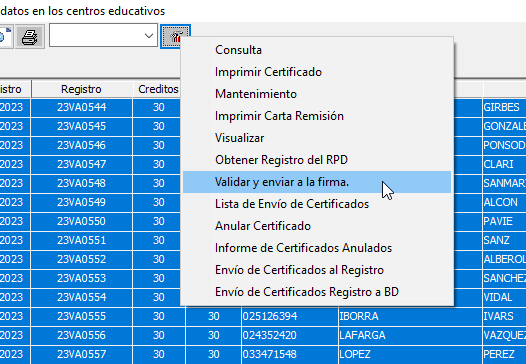 datos en los centros educativos
Consulta
Imprimir Certificado
Mantenimiento
Imprimir Carta Remisión
Visualizar
Obtener Registro del RPD
Validar y enviar a la firma.
Lista de Envío de Certificados
Anular Certificado
Informe de Certificados Anulados
Envío de Certificados al Registro
Envío de Certificados Registro a BD
istro Registro Creditos
2023 23VA0544 30 GIRBES
2023 23VA0545 30 GONZALE
2023 23VA0546 30 PONSOD
2023 23VA0547 30 CLARI
2023 23VA0548 30 SANMARI
2023 23VA0549 30 ALCON
2023 23VA0550 30 PAVIE
2023 23VA0551 30 SANZ
2023 23VA0552 30 ALBEROL
2023 23VA0553 30 SANCHEZ
2023 23VA0554 30 VIDAL
2023 23VA0555 30 30 025126394 IBORRA IVARS
2023 23VA0556 30 30 024352420 LAFARGA VAZQUEZ
2023 23VA0557 30 30 033471548 LOPEZ PEREZ